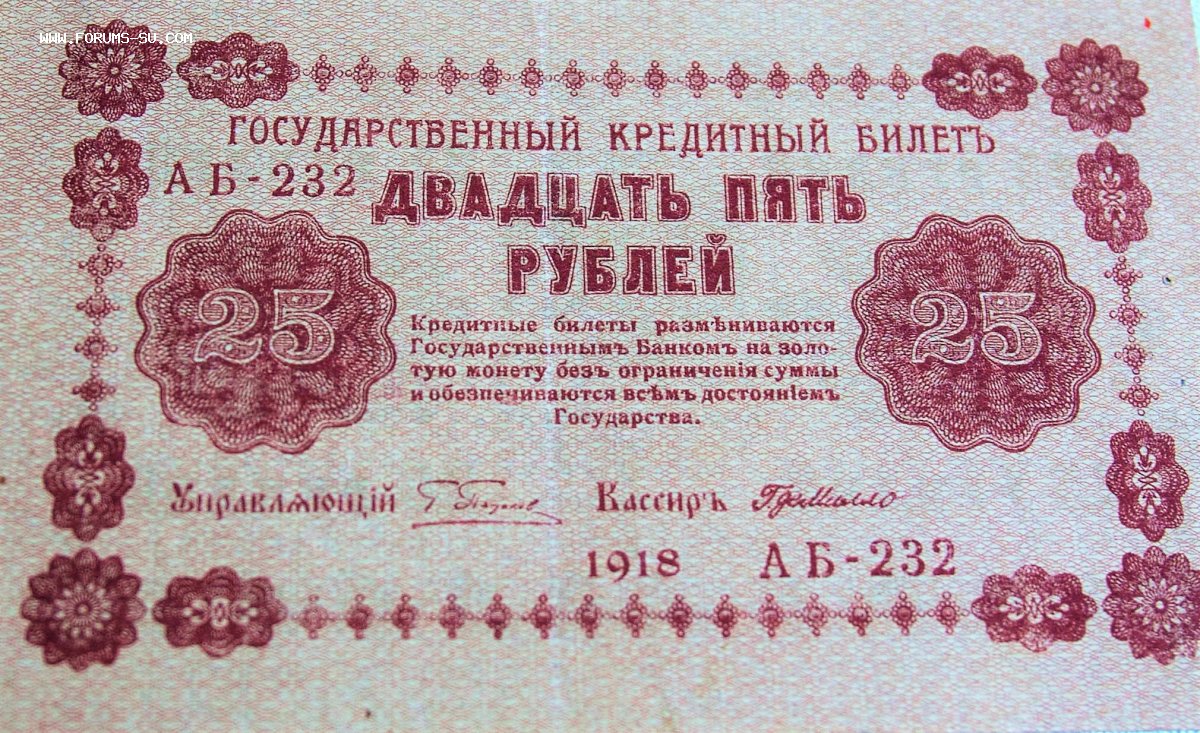 WWW.FORUMS-SU.COM
ГОСУДАРСТВЕННЫЙ КРЕДИТНЫЙ БИЛЕТЪ
АБ-232
ДВАДЦАТЬ ПЯТЬ
РУБЛЕЙ
25
25
Кредитные билеты размѣниваются
Государственнымъ Банкомъ на золо-
тую монету безъ ограниченія суммы
и обезпечиваются всѣмъ достояніемъ
Государства.
Управляющій Кассиръ
1918 АБ-232